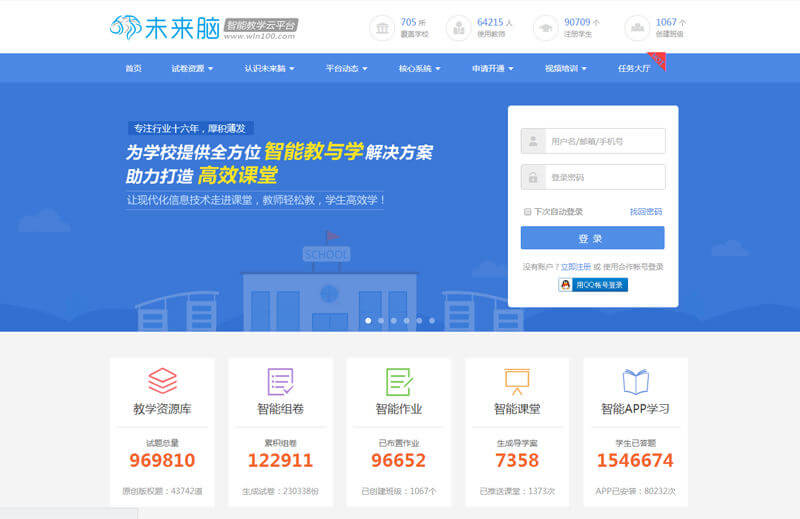 未来脑
智能教学云平台
www.wln100.com
705 所
覆盖学校
64215 人
使用教师
90709 个
注册学生
1067 个
创建班级
首页 试卷资源 认识未来脑 平台动态 核心系统 申请开通 视频培训 任务大厅
专注行业十六年，厚积薄发
为学校提供全方位 智能教与学 解决方案
助力打造 高效课堂
让现代化信息技术走进课堂，教师轻松教，学生高效学！
SCHOOL
用户名/邮箱/手机号
登录密码
下次自动登录 找回密码
登 录
没有账户？立即注册 或 使用合作帐号登录
用QQ帐号登录
教学资源库
试题总量
969810
原创版权题：43742道
智能组卷
累积组卷
122911
生成试卷：230338份
智能作业
已布置作业
96652
已创建班级：1067个
智能课堂
生成导学案
7358
已推送课堂：1373次
智能APP学习
学生已答题
1546674
APP已安装：80232次